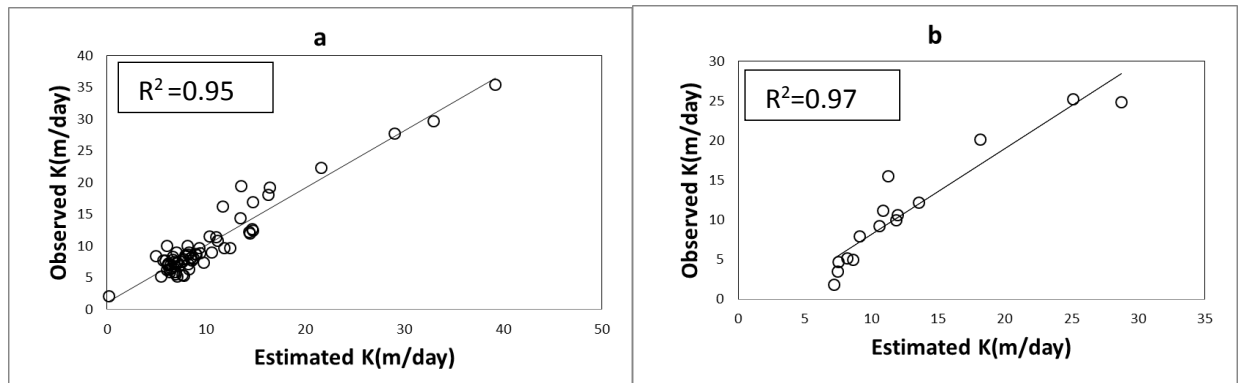 a
R²=0.95
Observed K(m/day)
40
35
30
25
20
15
10
5
0
0 10 20 30 40 50
Estimated K(m/day)
b
R²=0.97
Observed K(m/day)
30
25
20
15
10
5
0
0 5 10 15 20 25 30 35
Estimated K(m/day)